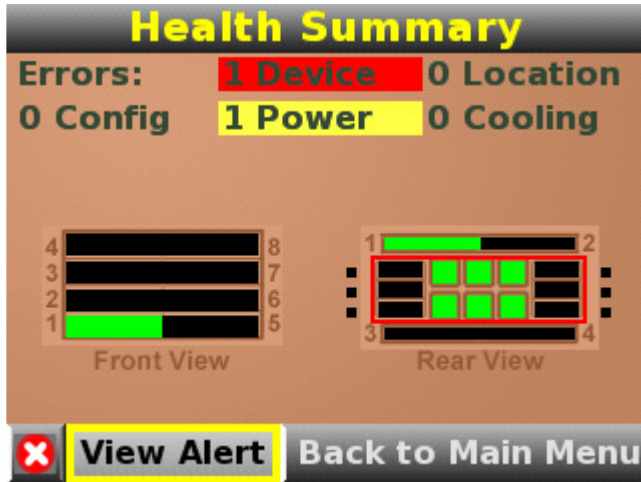 Health Summary
Errors: 1 Device 0 Location
0 Config 1 Power 0 Cooling
4 8 1 2
3 7
2 6
1 5 3 4
Front View Rear View
View Alert Back to Main Menu